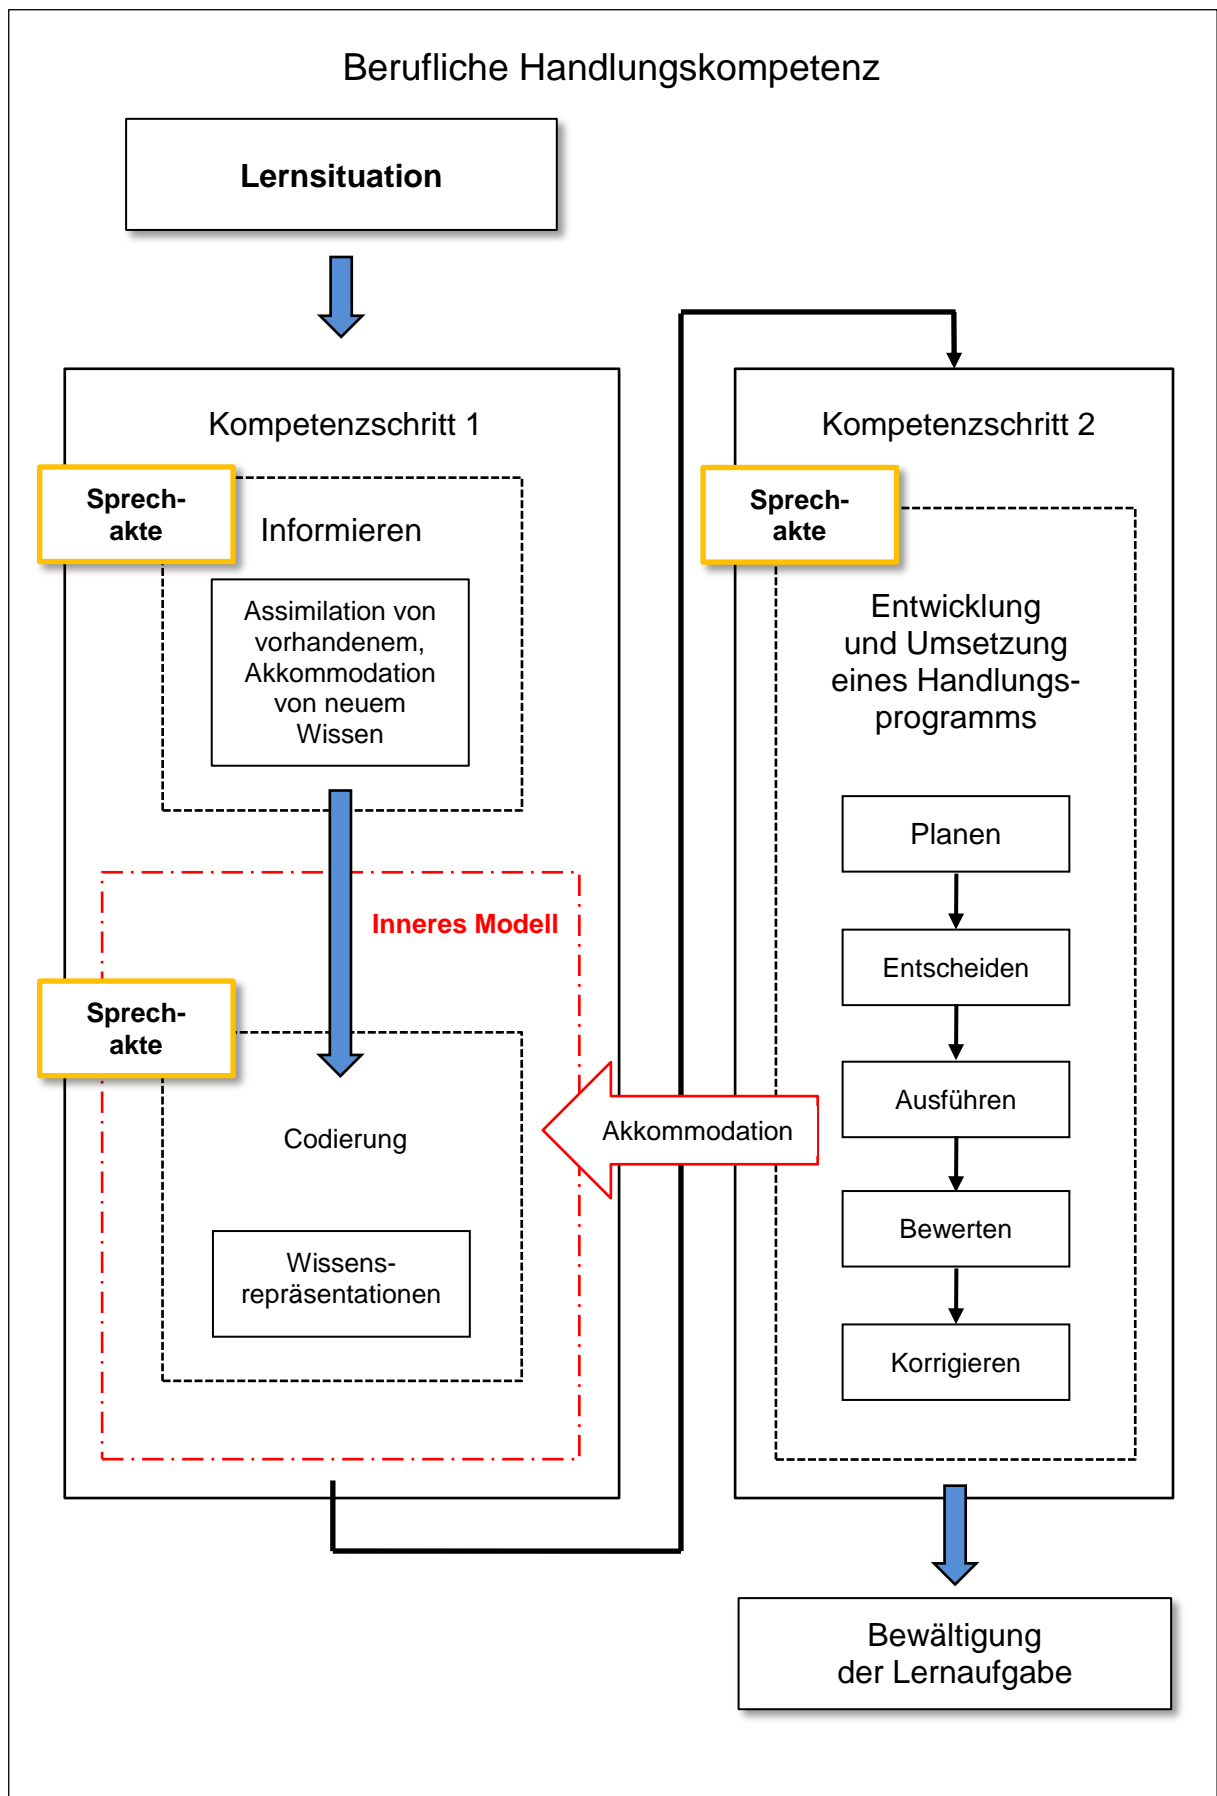 Berufliche Handlungskompetenz
Lernsituation
Kompetenzschritt 1
Sprech-
akte
Informieren
Assimilation von
vorhandenem,
Akkommodation
von neuem
Wissen
Inneres Modell
Sprech-
akte
Codierung
Wissens-
repräsentationen
Akkommodation
Kompetenzschritt 2
Sprech-
akte
Entwicklung
und Umsetzung
eines Handlungs-
programms
Planen
Entscheiden
Ausführen
Bewerten
Korrigieren
Bewältigung
der Lernaufgabe